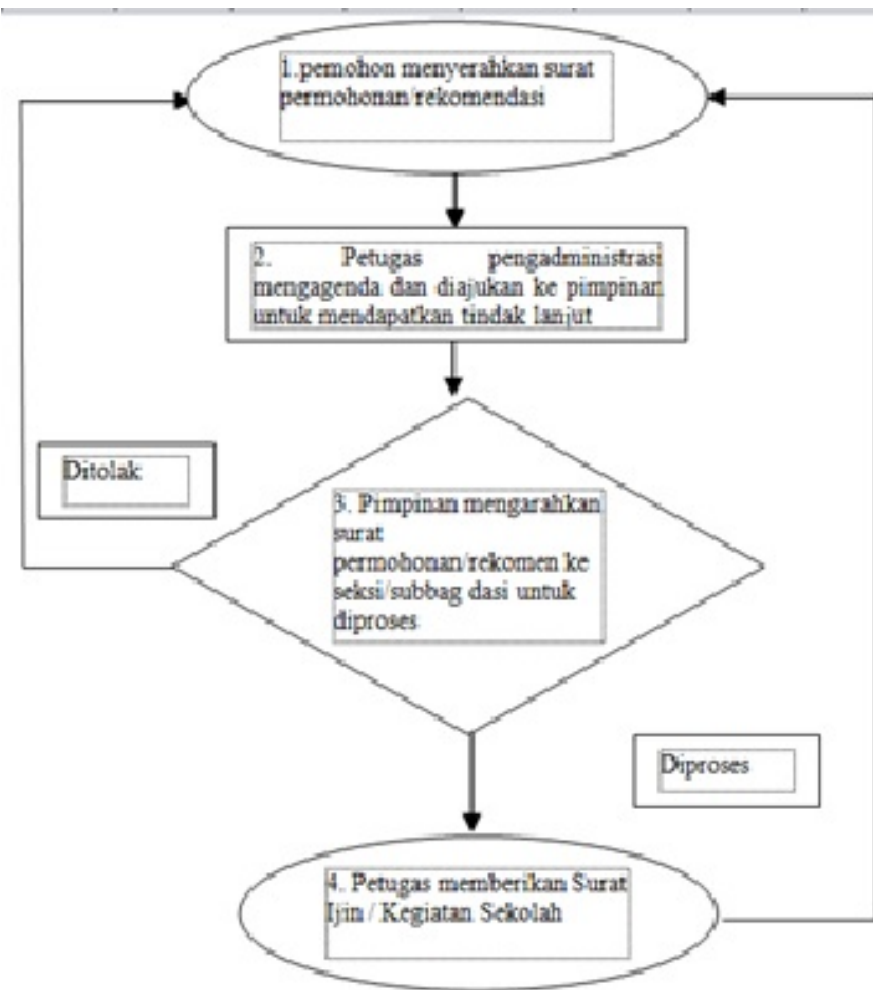 1.pemohon menyerahkan surat
permohonan/rekomendasi
2. Petugas pengadministrasi
mengagenda dan diajukan ke pimpinan
untuk mendapatkan tindak lanjut
Ditolak
3. Pimpinan mengarahkan
surat
permohonan/rekomen ke
seksi/subbag dasi untuk
diproses
Diproses
4. Petugas memberikan Surat
Ijin / Kegiatan Sekolah